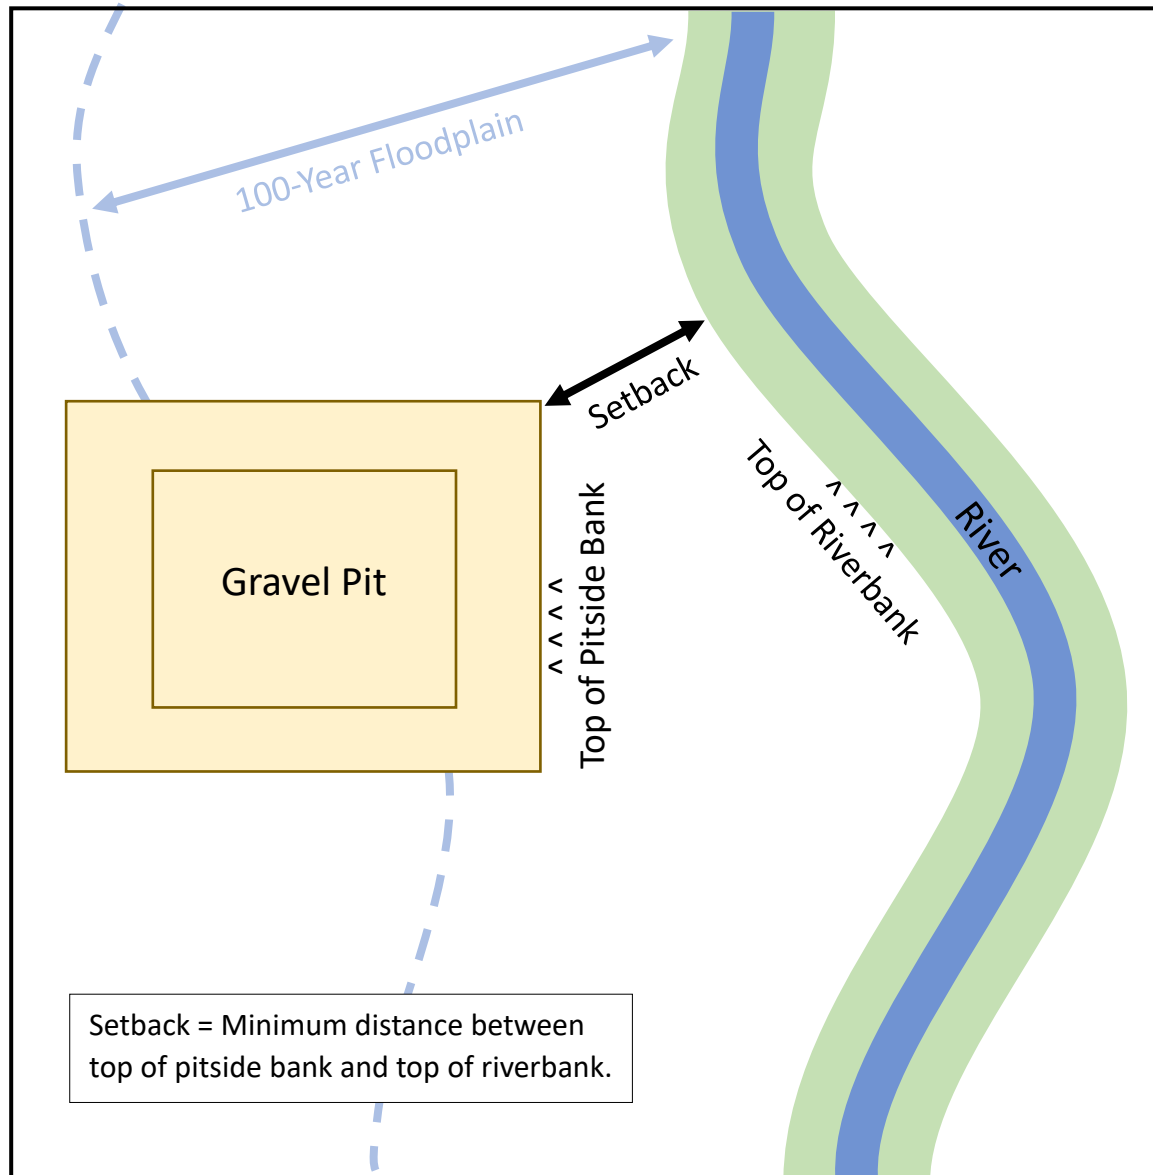 100-Year Floodplain
Setback
Top of Riverbank
^ ^ ^ ^
River
Gravel Pit
Top of Pitside Bank
^ ^ ^ ^
Setback = Minimum distance between
top of pitside bank and top of riverbank.